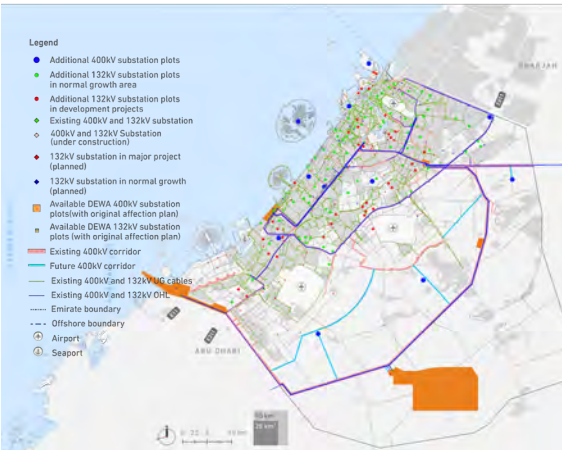 Legend
Additional 400kV substation plots
Additional 132kV substation plots
in normal growth area
Additional 132kV substation plots
in development projects
Existing 400kV and 132kV substation
400kV and 132kV Substation
(under construction)
132kV substation in major project
(planned)
132kV substation in normal growth
(planned)
Available DEWA 400kV substation
plots(with original affection plan)
Available DEWA 132kV substation
plots (with original affection plan)
Existing 400kV corridor
Future 400kV corridor
Existing 400kV and 132kV UG cables
Existing 400kV and 132kV OHL
Emirate boundary
Offshore boundary
Airport
Seaport
SHARJAH
ABU DHABI